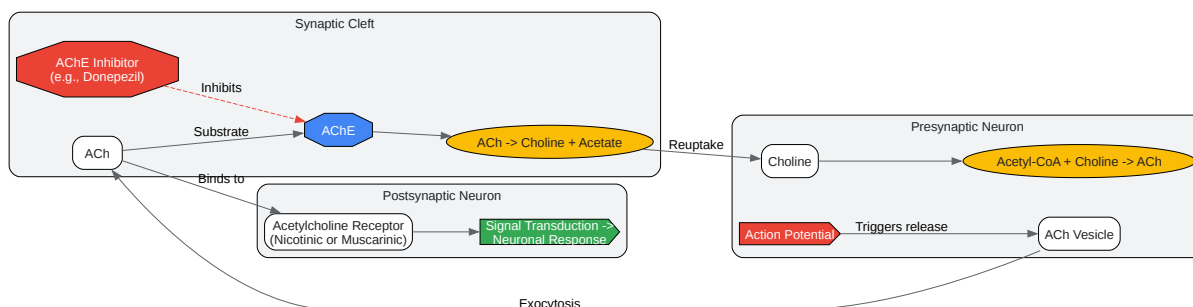 Synaptic Cleft
AChE Inhibitor
(e.g., Donepezil)
Inhibits
Substrate
AChE
ACh
ACh -> Choline + Acetate
Reuptake
Binds to
Postsynaptic Neuron
Acetylcholine Receptor
(Nicotinic or Muscarinic)
Signal Transduction ->
Neuronal Response
Presynaptic Neuron
Choline
Acetyl-CoA + Choline -> ACh
Action Potential
Triggers release
ACh Vesicle
Exocytosis